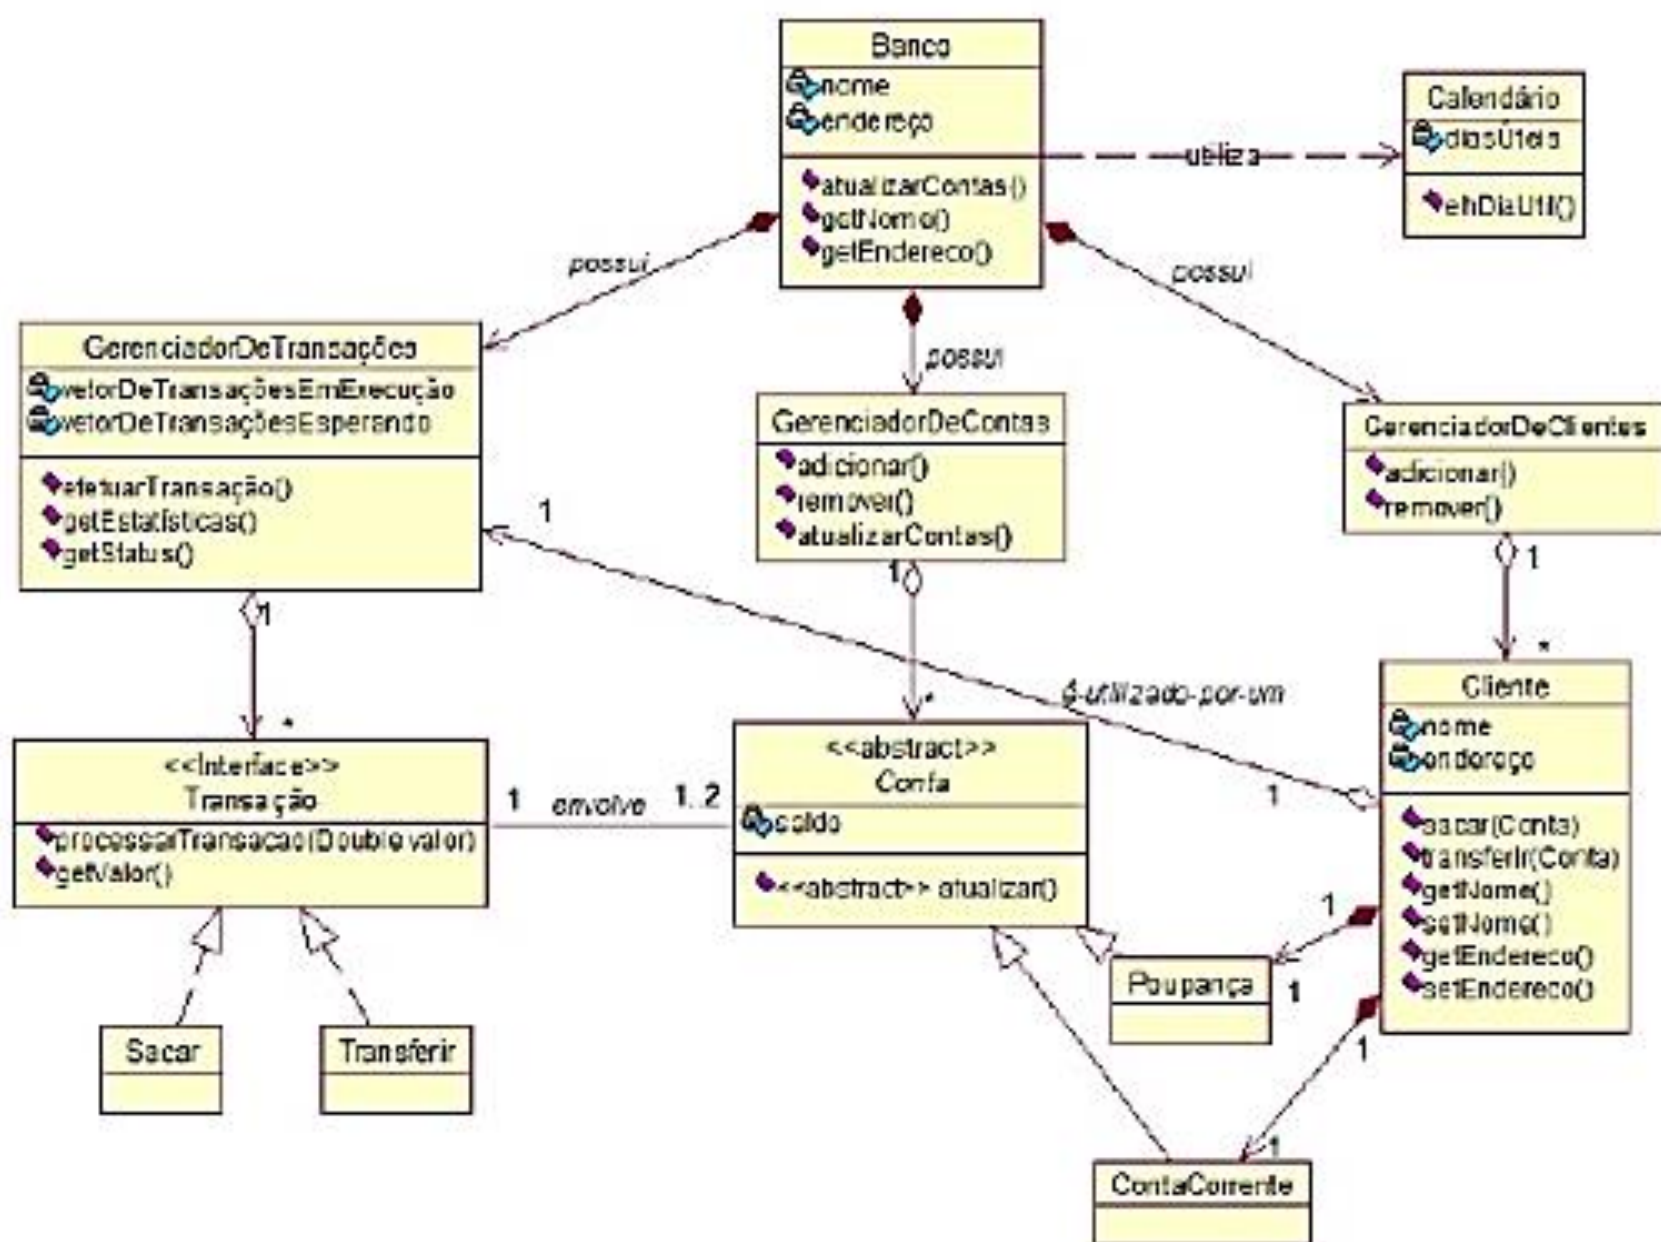 Banco
nome
endereço
atualizarContas()
getNome()
getEndereco()
utiliza
Calendário
diasÚteis
ehDiaUtil()
possui
possui
possui
GerenciadorDeTransações
vetorDeTransaçõesEmExecução
vetorDeTransaçõesEsperando
efetuarTransação()
getEstatísticas()
getStatus()
GerenciadorDeContas
adicionar()
remover()
atualizarContas()
GerenciadorDeClientes
adicionar()
remover()
1
1
1
1
*
*
*
é-utilizado-por-um
1
<<Interface>>
Transação
processarTransacao(Double valor)
getValor()
1 envolve 1..2
<<abstract>>
Conta
saldo
<<abstract>> atualizar()
Cliente
nome
endereço
sacar(Conta)
transferir(Conta)
getNome()
setNome()
getEndereco()
setEndereco()
1
1
1
1
Sacar
Transferir
Poupança
ContaCorrente